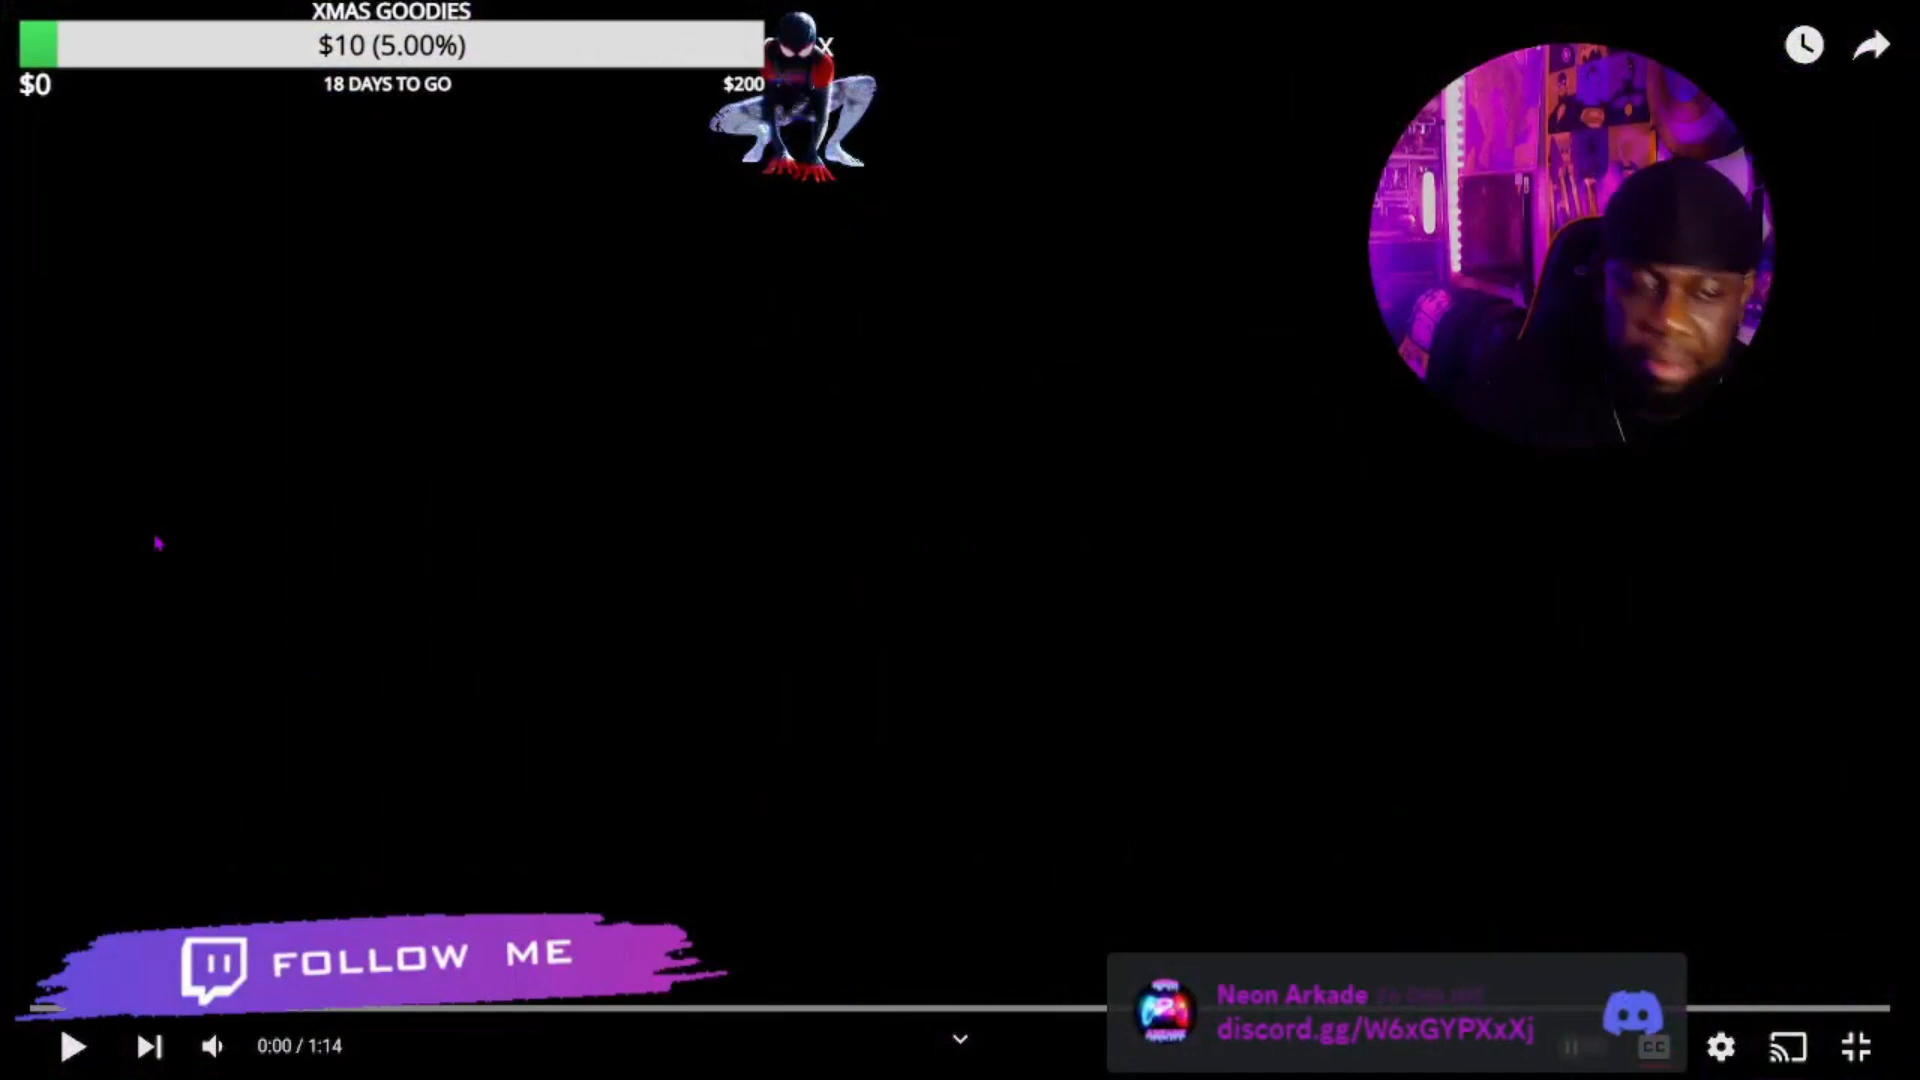 XMAS GOODIES
$10 (5.00%)
X
$0
18 DAYS TO GO
$200
FOLLOW ME
Neon Arkade
discord.gg/W6xGYPXxXj
0:00 / 1:14
CC